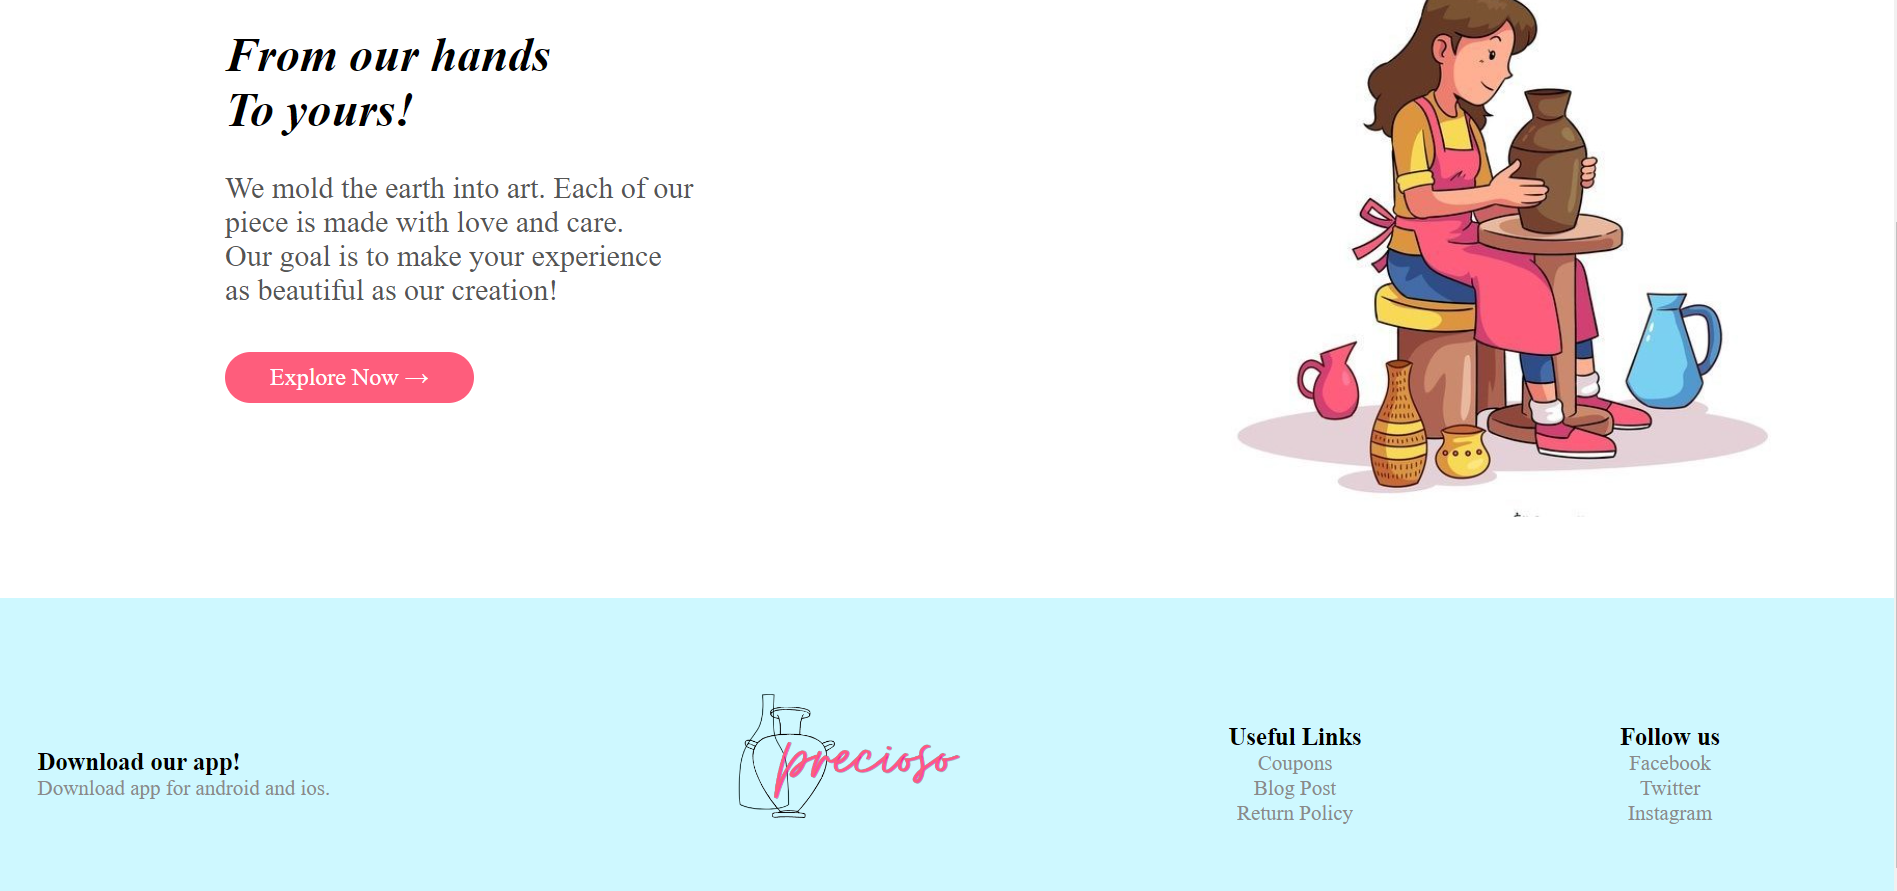 From our hands
To yours!
We mold the earth into art. Each of our
piece is made with love and care.
Our goal is to make your experience
as beautiful as our creation!
Explore Now →
Download our app!
Download app for android and ios.
precioso
Useful Links
Coupons
Blog Post
Return Policy
Follow us
Facebook
Twitter
Instagram